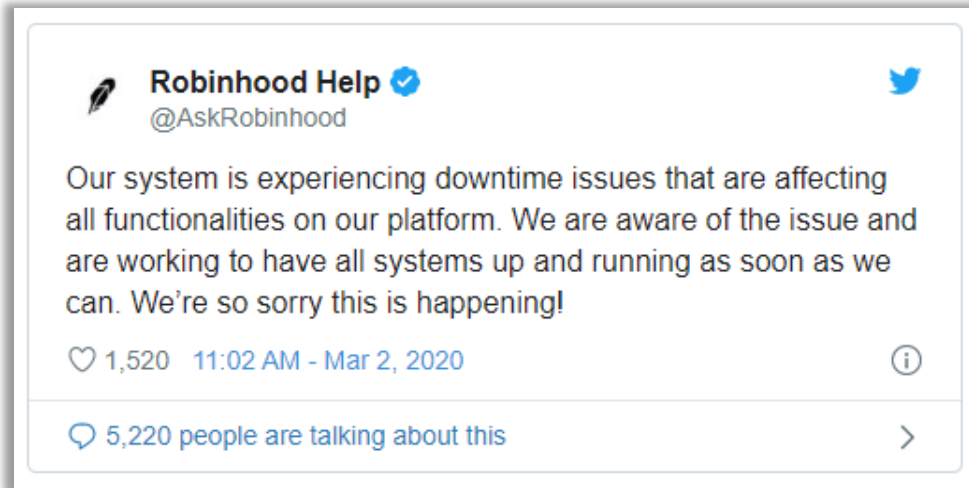 Robinhood Help
@AskRobinhood
Our system is experiencing downtime issues that are affecting
all functionalities on our platform. We are aware of the issue and
are working to have all systems up and running as soon as we
can. We’re so sorry this is happening!
1,520 11:02 AM - Mar 2, 2020
5,220 people are talking about this